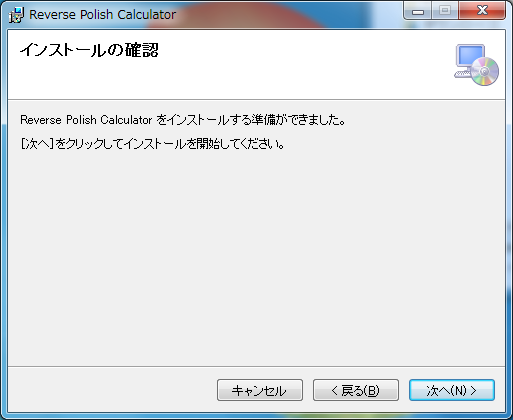 Reverse Polish Calculator
インストールの確認
Reverse Polish Calculator をインストールする準備ができました。
[次へ]をクリックしてインストールを開始してください。
キャンセル
< 戻る(B)
次へ(N) >